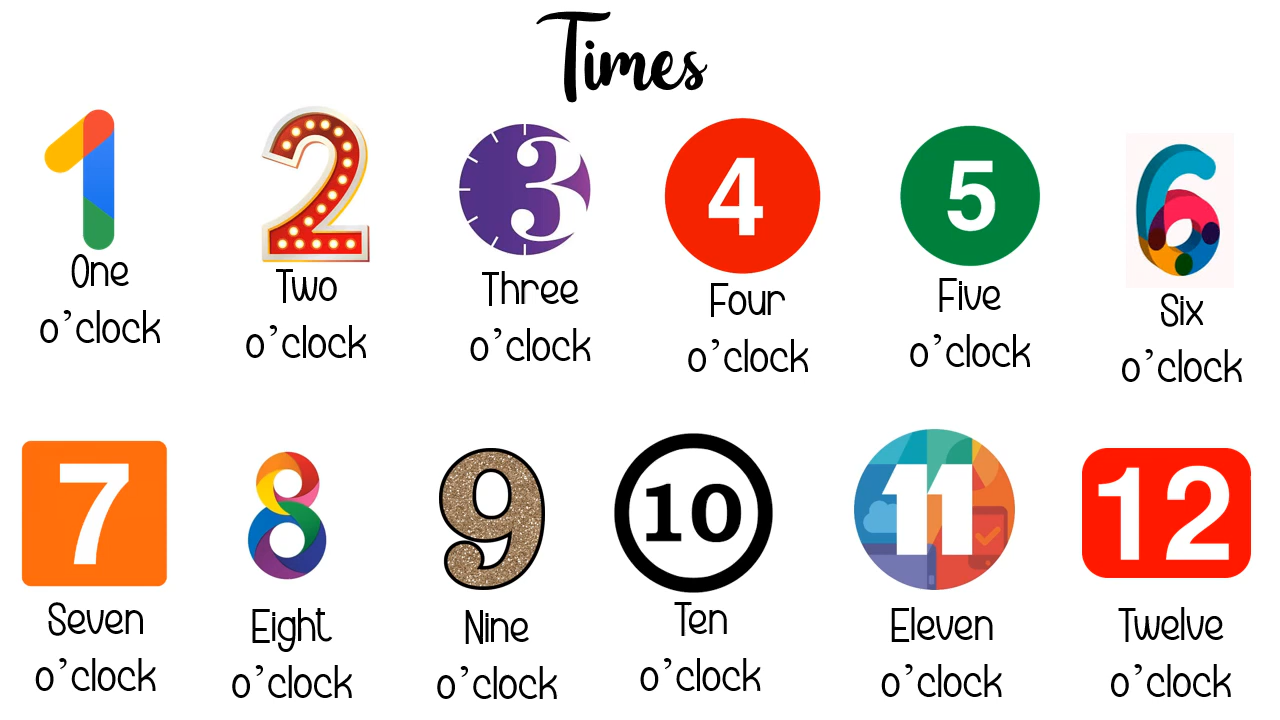 Times
1
2
3
4
5
6
One
o'clock
Two
o'clock
Three
o'clock
Four
o'clock
Five
o'clock
Six
o'clock
7
8
9
10
11
12
Seven
o'clock
Eight
o'clock
Nine
o'clock
Ten
o'clock
Eleven
o'clock
Twelve
o'clock